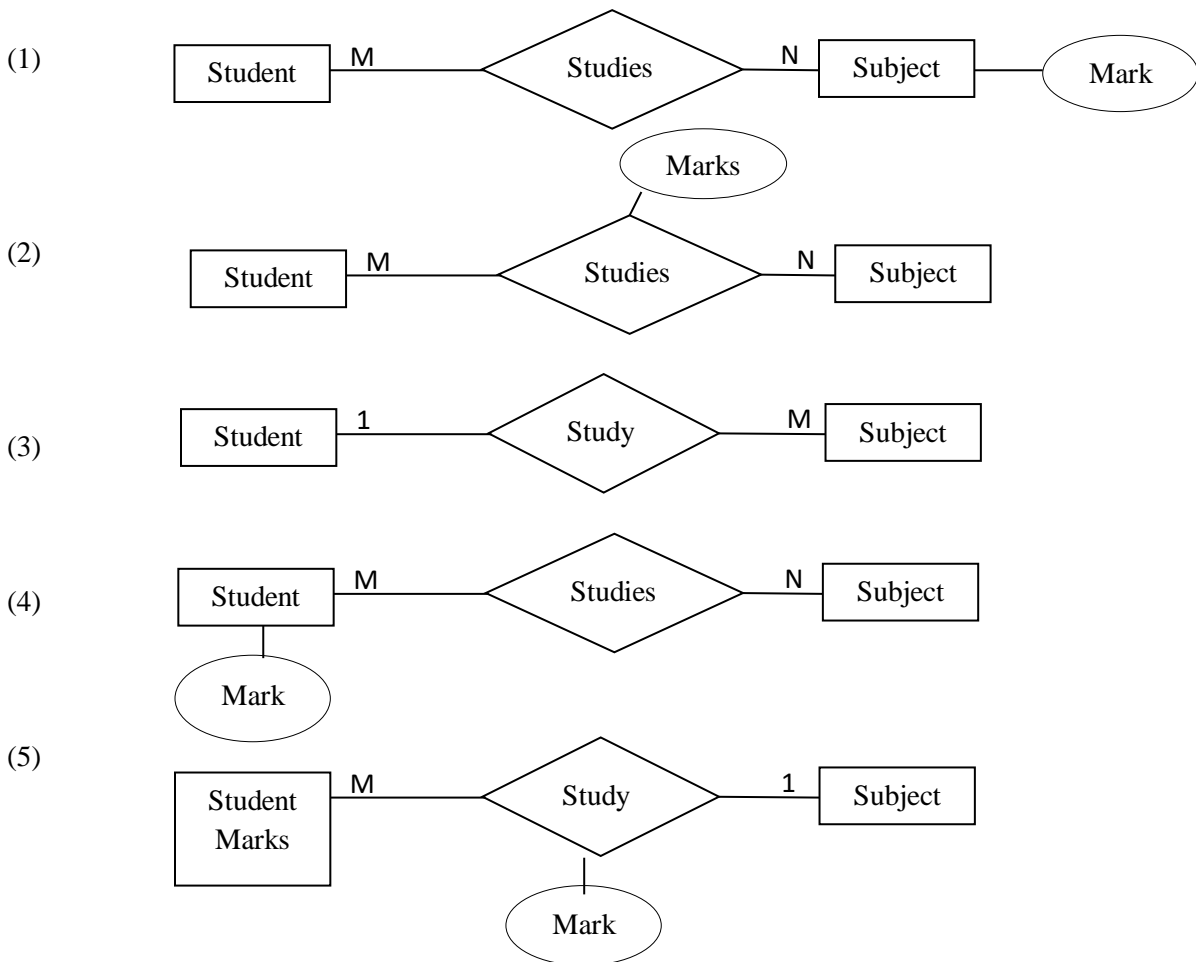 (1) Student M Studies N Subject Mark
Marks
(2) Student M Studies N Subject
(3) Student 1 Study M Subject
(4) Student M Studies N Subject
Mark
(5) Student M Study 1 Subject
Marks
Mark